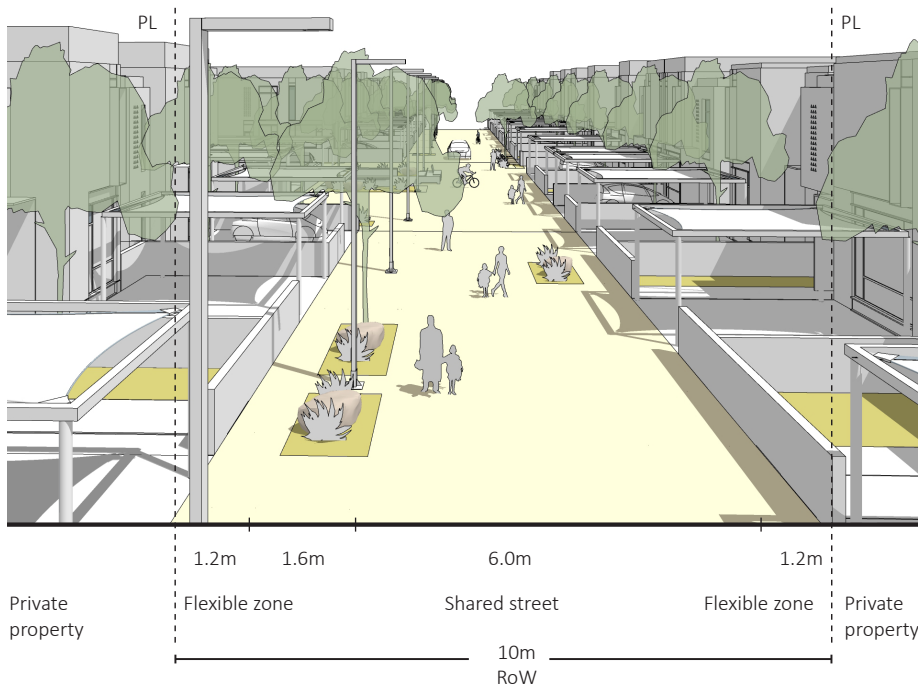 PL
PL
1.2m
1.6m
6.0m
1.2m
Private
property
Flexible zone
Shared street
Flexible zone
Private
property
10m
RoW